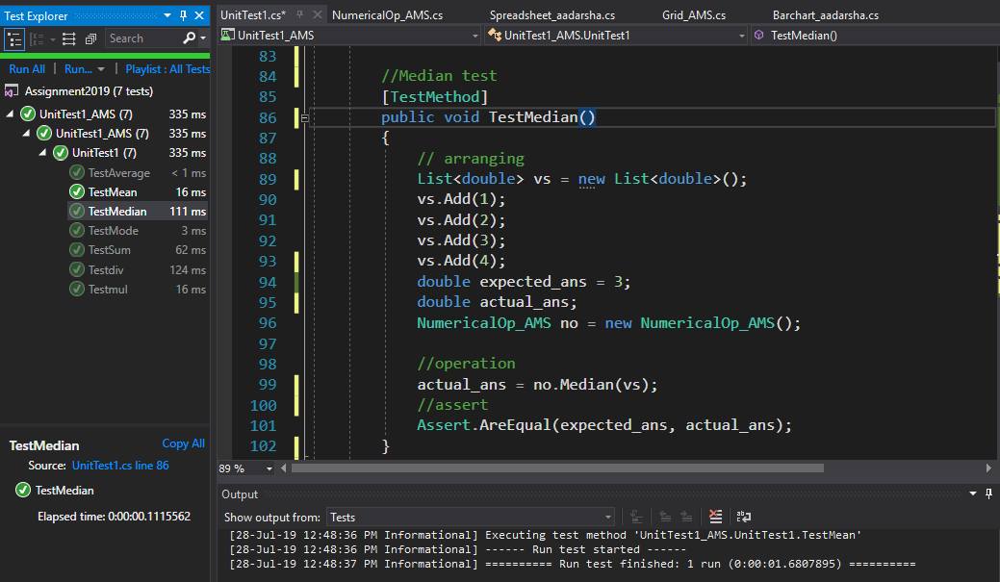 Test Explorer
Search
Run All | Run... | Playlist : All Tests
Assignment2019 (7 tests)
UnitTest1_AMS (7) 335 ms
UnitTest1_AMS (7) 335 ms
UnitTest1 (7) 335 ms
TestAverage < 1 ms
TestMean 16 ms
TestMedian 111 ms
TestMode 3 ms
TestSum 62 ms
Testdiv 124 ms
Testmul 16 ms
TestMedian Copy All
Source: UnitTest1.cs line 86
TestMedian
Elapsed time: 0:00:00.1115562
UnitTest1.cs* NumericalOp_AMS.cs Spreadsheet_aadarsha.cs Grid_AMS.cs Barchart_aadarsha.cs
UnitTest1_AMS UnitTest1_AMS.UnitTest1 TestMedian()
83
84 //Median test
85 [TestMethod]
86 public void TestMedian()
87 {
88 // arranging
89 List<double> vs = new List<double>();
90 vs.Add(1);
91 vs.Add(2);
92 vs.Add(3);
93 vs.Add(4);
94 double expected_ans = 3;
95 double actual_ans;
96 NumericalOp_AMS no = new NumericalOp_AMS();
97
98 //operation
99 actual_ans = no.Median(vs);
100 //assert
101 Assert.AreEqual(expected_ans, actual_ans);
102 }
89 %
Output
Show output from: Tests
[28-Jul-19 12:48:36 PM Informational] Executing test method 'UnitTest1_AMS.UnitTest1.TestMean'
[28-Jul-19 12:48:36 PM Informational] ------ Run test started ------
[28-Jul-19 12:48:37 PM Informational] ========== Run test finished: 1 run (0:00:01.6807895) ==========